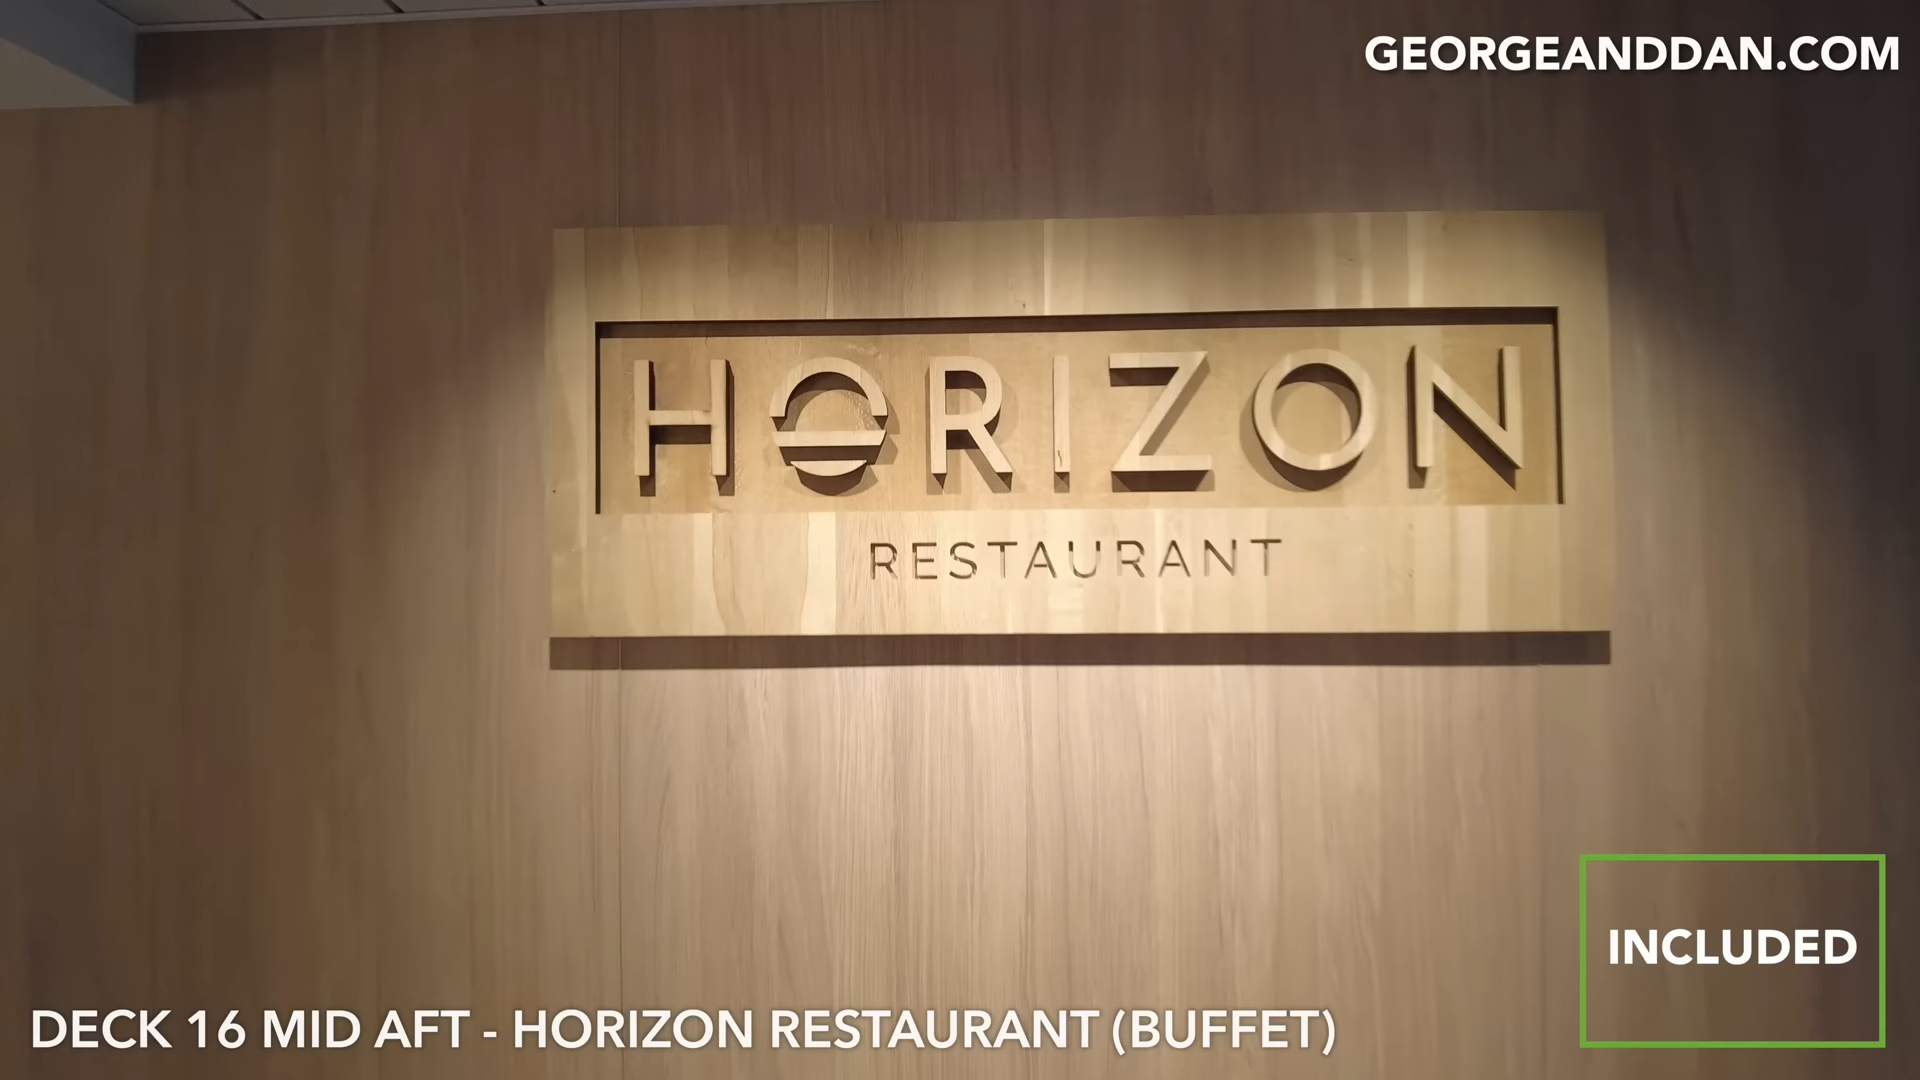 GEORGEANDDAN.COM
HORIZON
RESTAURANT
INCLUDED
DECK 16 MID AFT - HORIZON RESTAURANT (BUFFET)